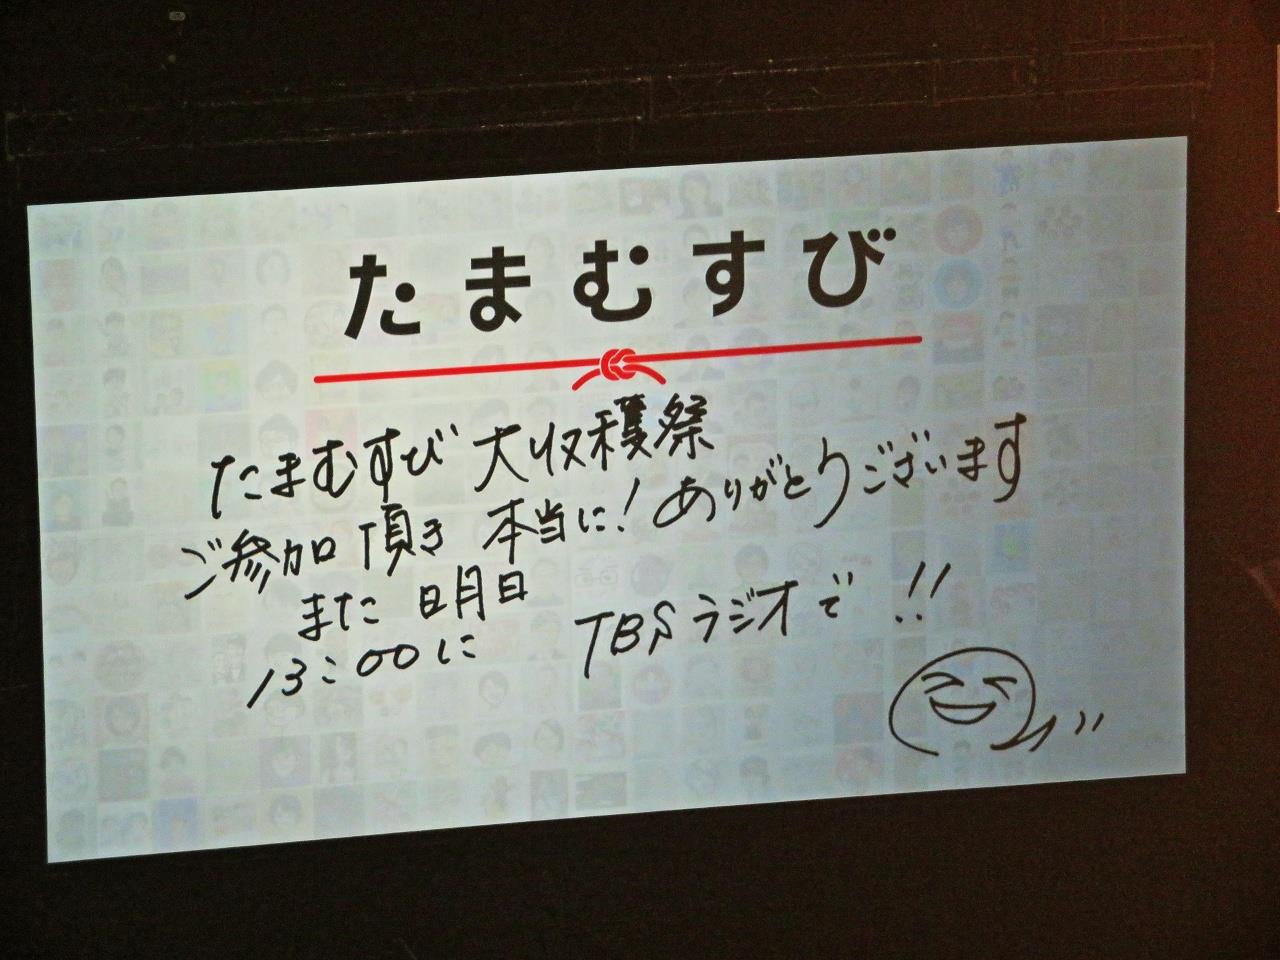 たまむすび
たまむすび 大収穫祭
ご参加 頂き 本当に! ありがとうございます
また 明日
13:00に TBSラジオで !!